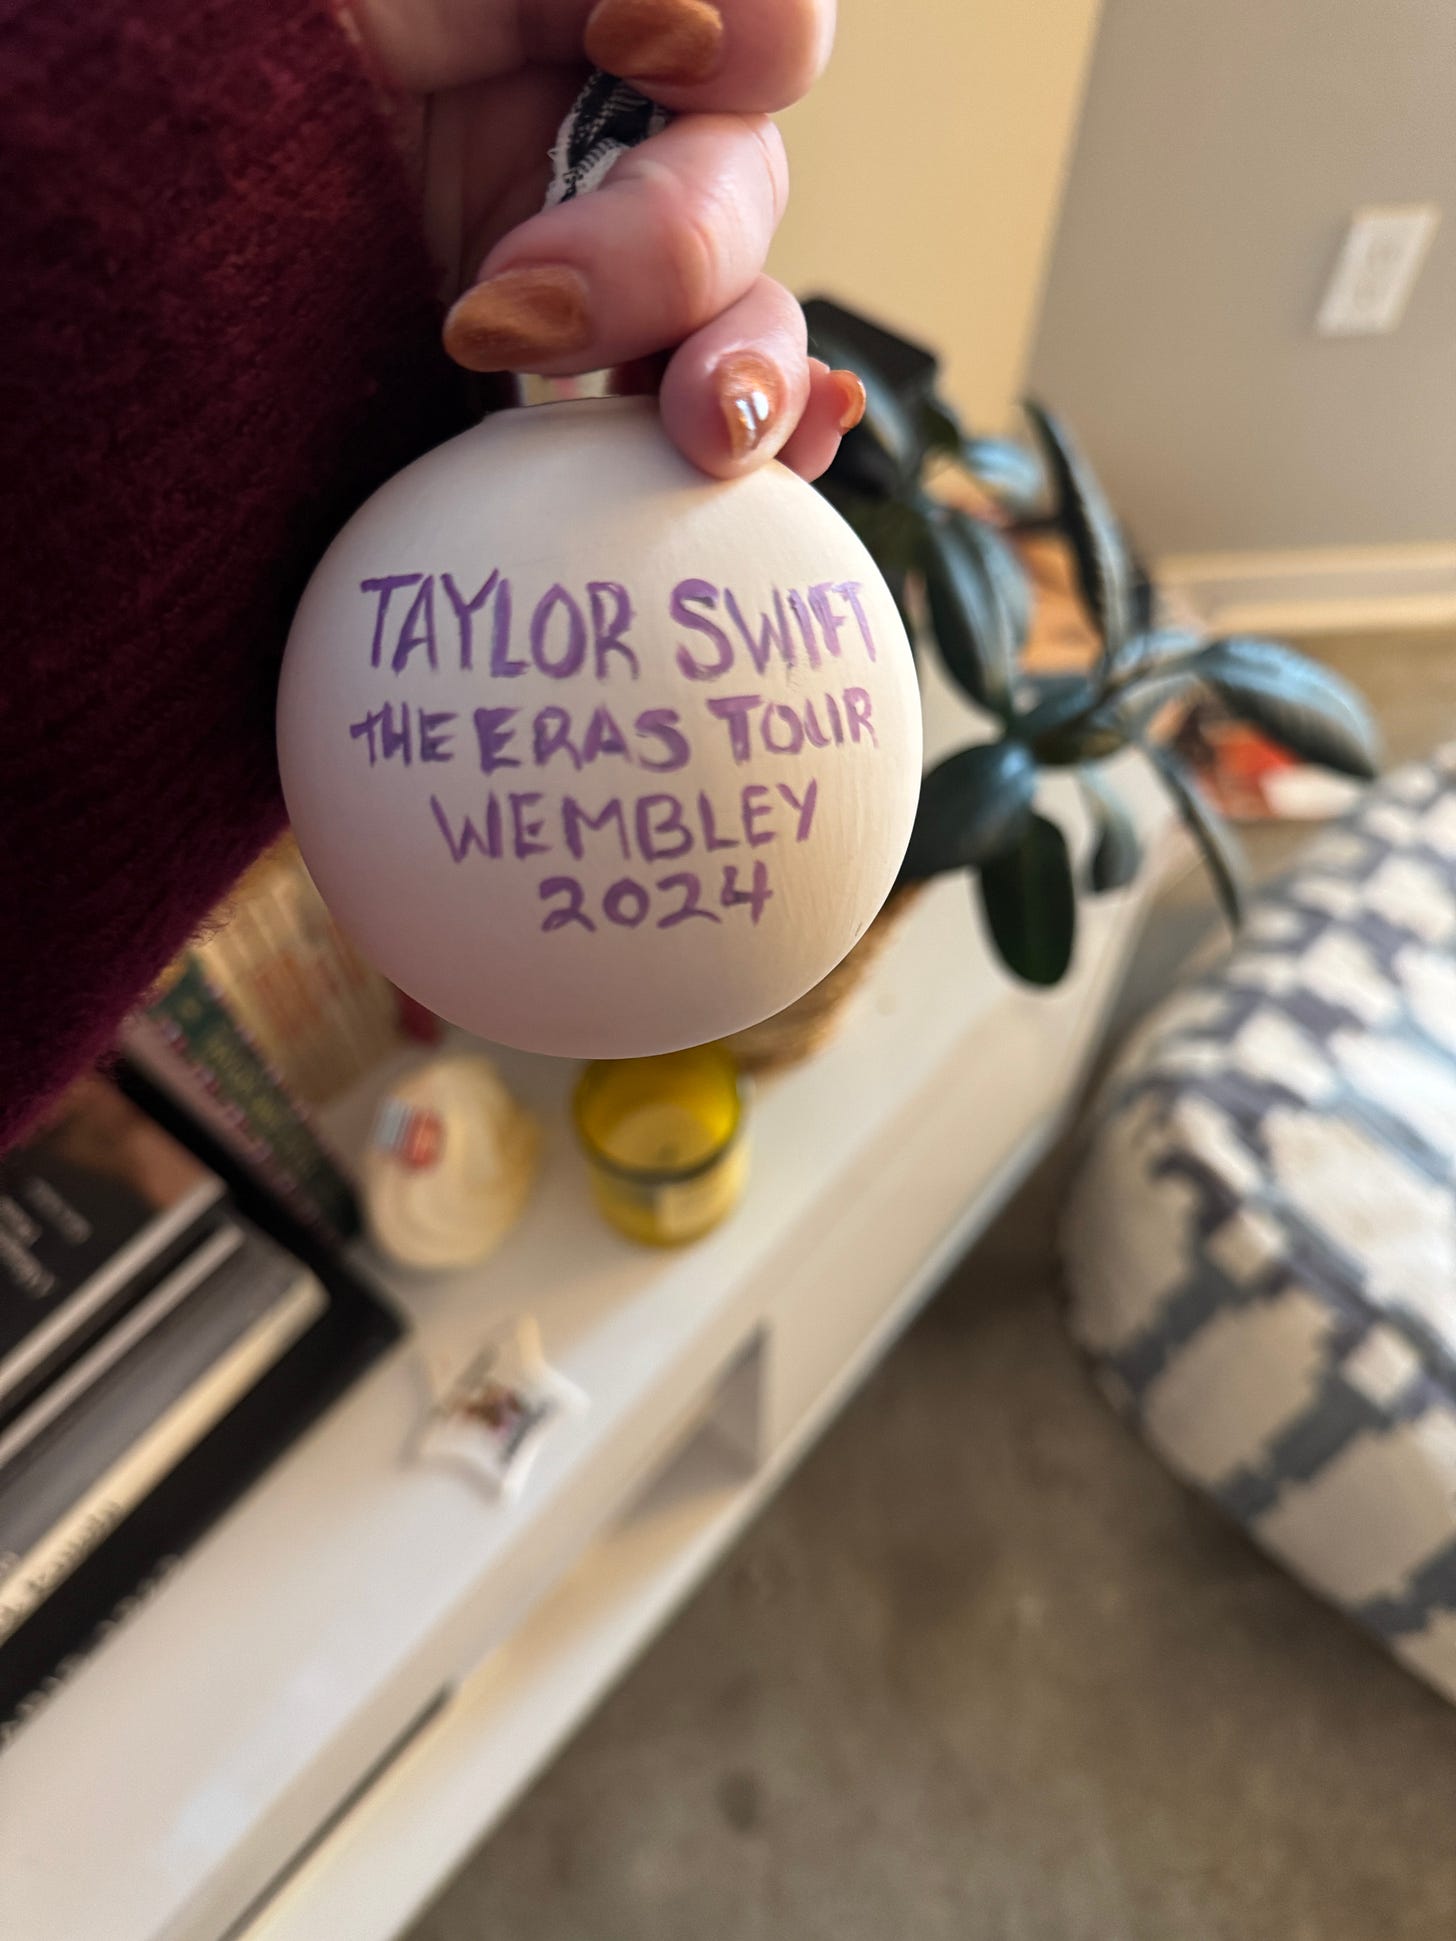 TAYLOR SWIFT
THE ERAS TOUR
WEMBLEY
2024